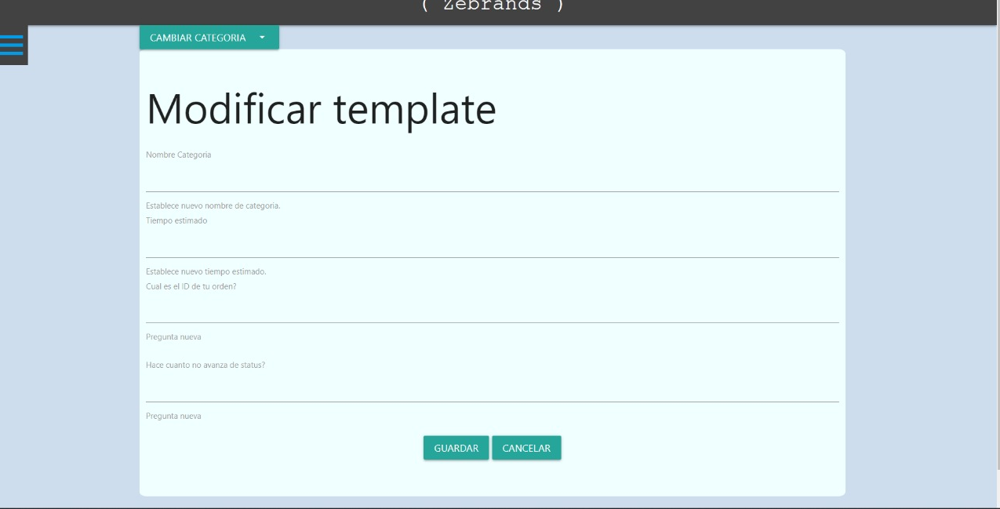 ( Zebrands )
CAMBIAR CATEGORIA
Modificar template
Nombre Categoria
Establece nuevo nombre de categoria.
Tiempo estimado
Establece nuevo tiempo estimado.
Cual es el ID de tu orden?
Pregunta nueva
Hace cuanto no avanza de status?
Pregunta nueva
GUARDAR CANCELAR